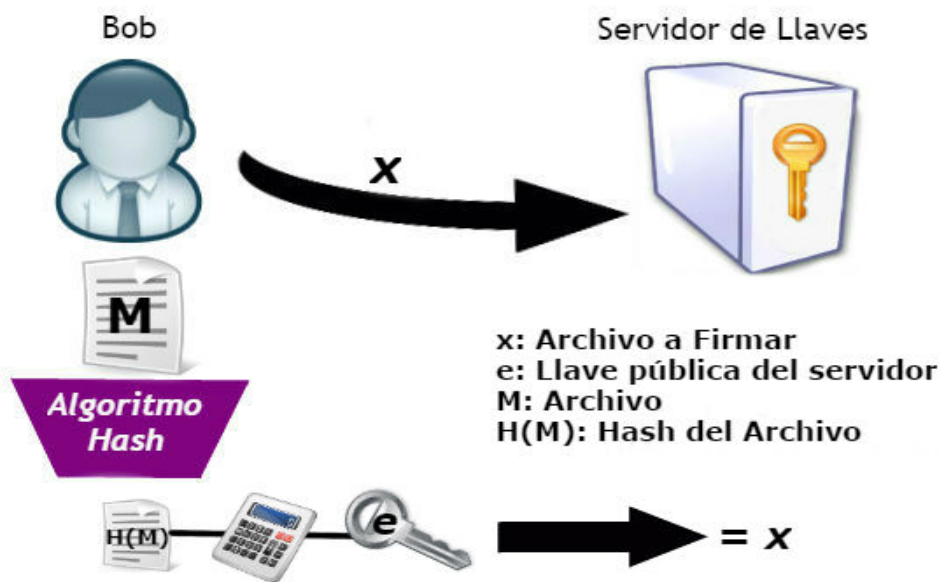 Bob
Servidor de Llaves
x
M
x: Archivo a Firmar
e: Llave pública del servidor
M: Archivo
H(M): Hash del Archivo
Algoritmo
Hash
H(M)
e
= x